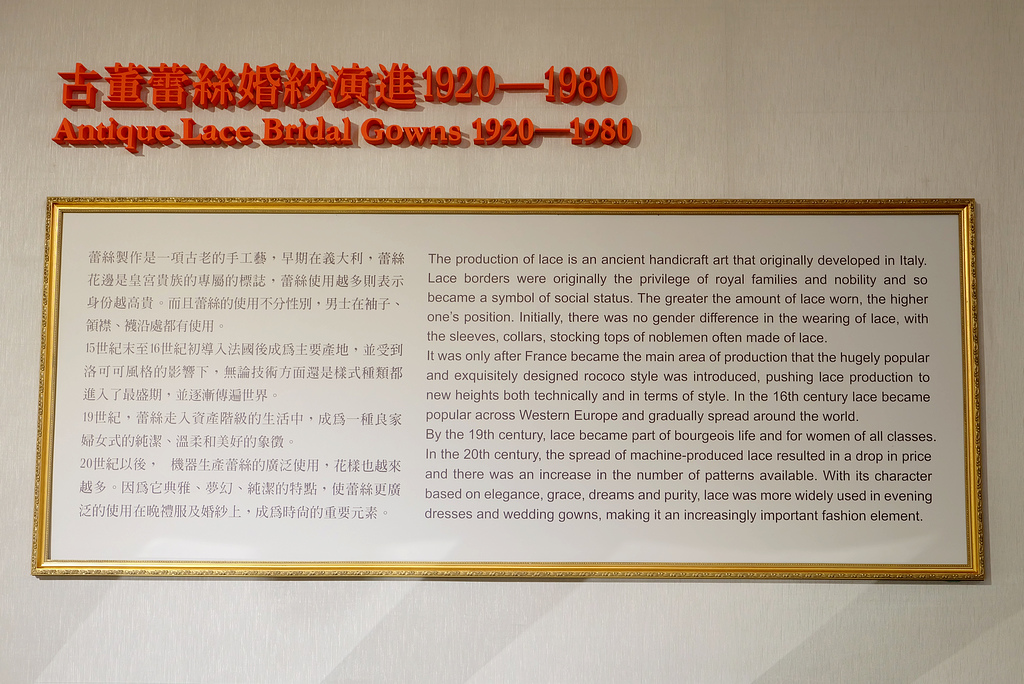 古董蕾絲婚紗演進1920—1980
Antique Lace Bridal Gowns 1920—1980
蕾絲製作是一項古老的手工藝，早期在義大利，蕾絲
花邊是皇宮貴族的專屬的標誌，蕾絲使用越多則表示
身份越高貴。而且蕾絲的使用不分性別，男士在袖子、
領襟、襪沿處都有使用。
15世紀末至16世紀初導入法國後成爲主要產地，並受到
洛可可風格的影響下，無論技術方面還是樣式種類都
進入了最盛期，並逐漸傳遍世界。
19世紀，蕾絲走入資產階級的生活中，成爲一種良家
婦女式的純潔、溫柔和美好的象徵。
20世紀以後， 機器生產蕾絲的廣泛使用，花樣也越來
越多。因爲它典雅、夢幻、純潔的特點，使蕾絲更廣
泛的使用在晚禮服及婚紗上，成爲時尚的重要元素。
The production of lace is an ancient handicraft art that originally developed in Italy.
Lace borders were originally the privilege of royal families and nobility and so
became a symbol of social status. The greater the amount of lace worn, the higher
one's position. Initially, there was no gender difference in the wearing of lace, with
the sleeves, collars, stocking tops of noblemen often made of lace.
It was only after France became the main area of production that the hugely popular
and exquisitely designed rococo style was introduced, pushing lace production to
new heights both technically and in terms of style. In the 16th century lace became
popular across Western Europe and gradually spread around the world.
By the 19th century, lace became part of bourgeois life and for women of all classes.
In the 20th century, the spread of machine-produced lace resulted in a drop in price
and there was an increase in the number of patterns available. With its character
based on elegance, grace, dreams and purity, lace was more widely used in evening
dresses and wedding gowns, making it an increasingly important fashion element.